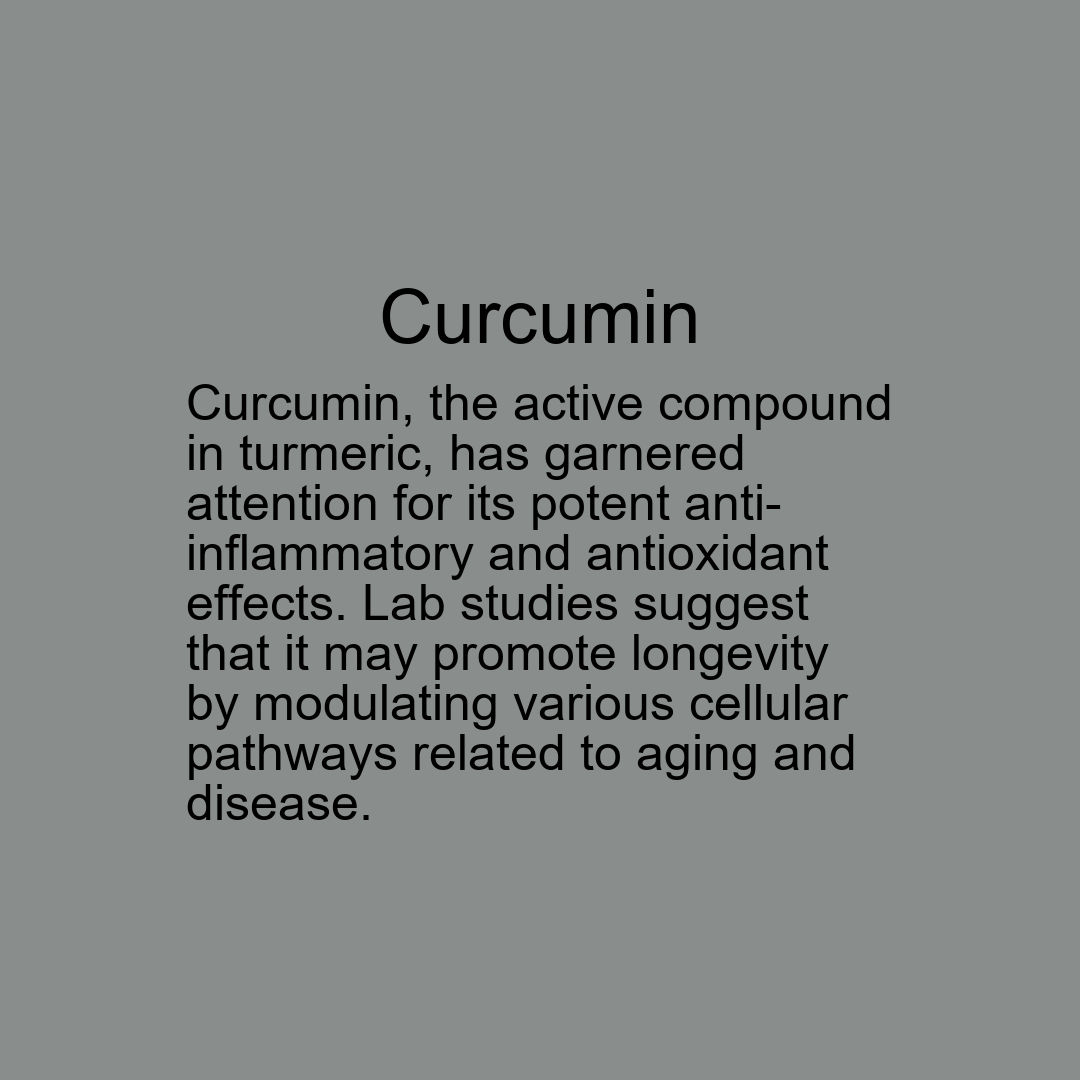 Curcumin
Curcumin, the active compound
in turmeric, has garnered
attention for its potent anti-
inflammatory and antioxidant
effects. Lab studies suggest
that it may promote longevity
by modulating various cellular
pathways related to aging and
disease.